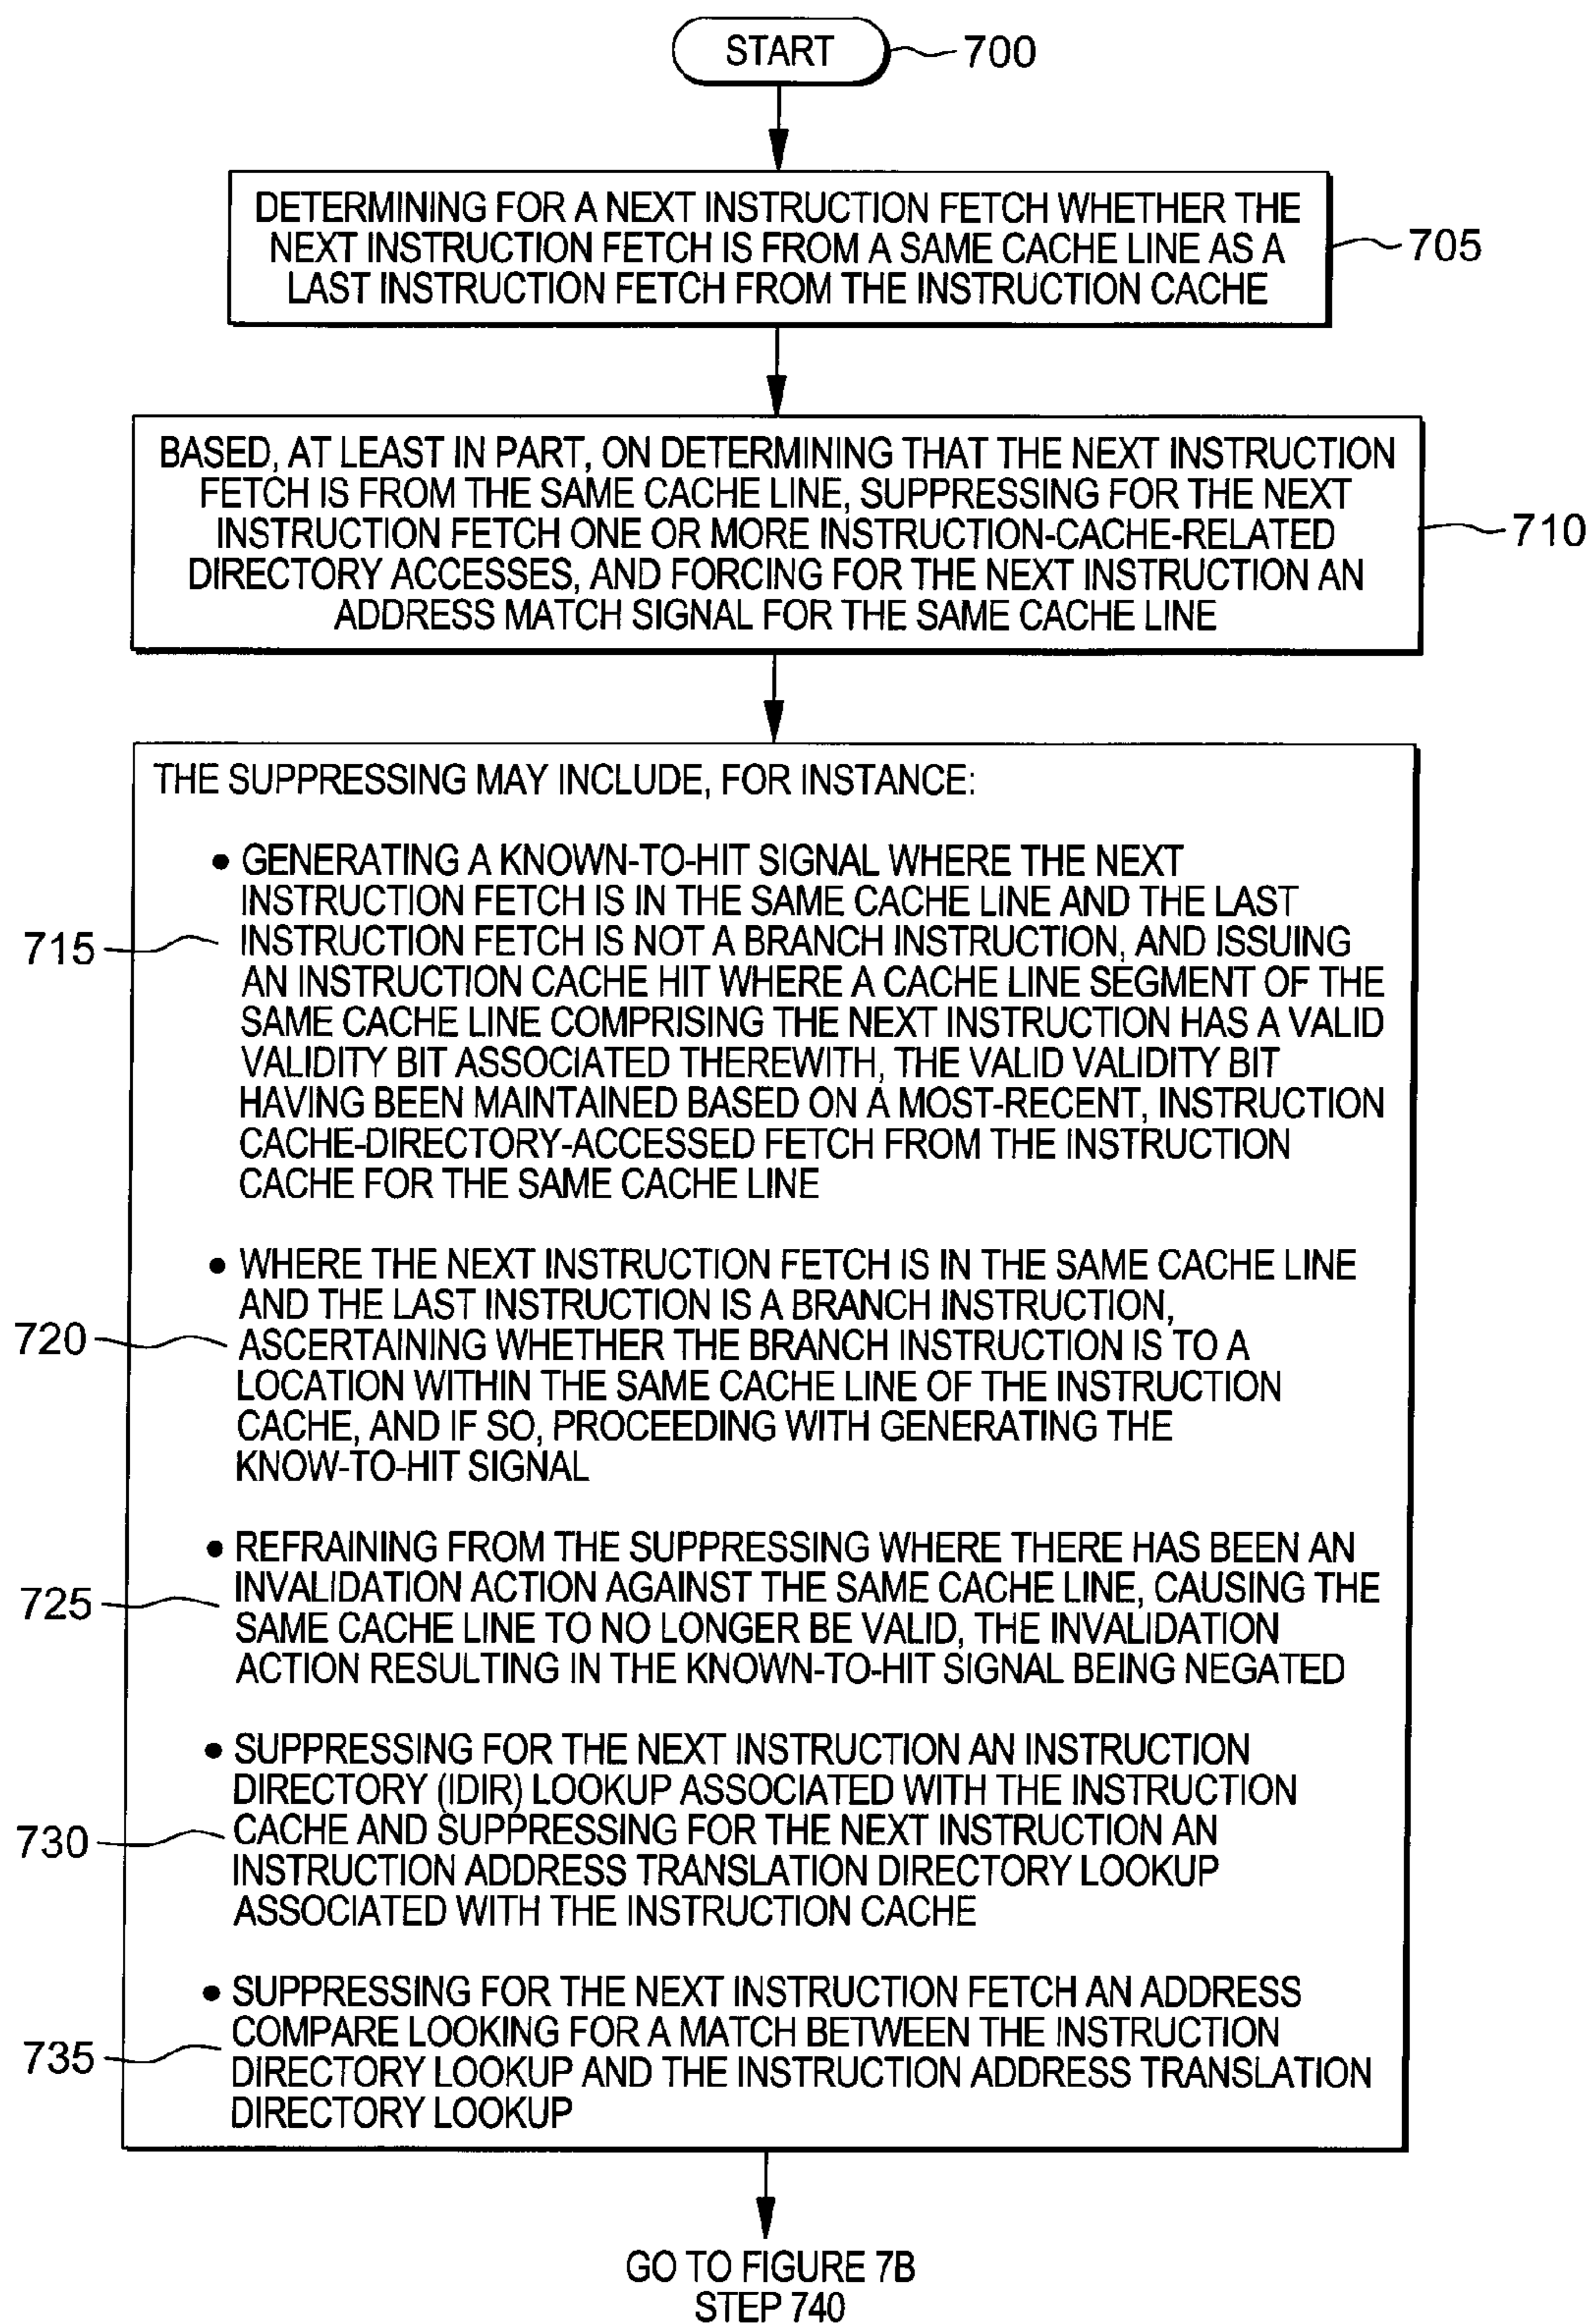 START
700
DETERMINING FOR A NEXT INSTRUCTION FETCH WHETHER THE
NEXT INSTRUCTION FETCH IS FROM A SAME CACHE LINE AS A
LAST INSTRUCTION FETCH FROM THE INSTRUCTION CACHE
705
BASED, AT LEAST IN PART, ON DETERMINING THAT THE NEXT INSTRUCTION
FETCH IS FROM THE SAME CACHE LINE, SUPPRESSING FOR THE NEXT
INSTRUCTION FETCH ONE OR MORE INSTRUCTION-CACHE-RELATED
DIRECTORY ACCESSES, AND FORCING FOR THE NEXT INSTRUCTION AN
ADDRESS MATCH SIGNAL FOR THE SAME CACHE LINE
710
THE SUPPRESSING MAY INCLUDE, FOR INSTANCE:
• GENERATING A KNOWN-TO-HIT SIGNAL WHERE THE NEXT
INSTRUCTION FETCH IS IN THE SAME CACHE LINE AND THE LAST
INSTRUCTION FETCH IS NOT A BRANCH INSTRUCTION, AND ISSUING
AN INSTRUCTION CACHE HIT WHERE A CACHE LINE SEGMENT OF THE
SAME CACHE LINE COMPRISING THE NEXT INSTRUCTION HAS A VALID
VALIDITY BIT ASSOCIATED THEREWITH, THE VALID VALIDITY BIT
HAVING BEEN MAINTAINED BASED ON A MOST-RECENT, INSTRUCTION
CACHE-DIRECTORY-ACCESSED FETCH FROM THE INSTRUCTION
CACHE FOR THE SAME CACHE LINE
715
• WHERE THE NEXT INSTRUCTION FETCH IS IN THE SAME CACHE LINE
AND THE LAST INSTRUCTION IS A BRANCH INSTRUCTION,
ASCERTAINING WHETHER THE BRANCH INSTRUCTION IS TO A
LOCATION WITHIN THE SAME CACHE LINE OF THE INSTRUCTION
CACHE, AND IF SO, PROCEEDING WITH GENERATING THE
KNOW-TO-HIT SIGNAL
720
• REFRAINING FROM THE SUPPRESSING WHERE THERE HAS BEEN AN
INVALIDATION ACTION AGAINST THE SAME CACHE LINE, CAUSING THE
SAME CACHE LINE TO NO LONGER BE VALID, THE INVALIDATION
ACTION RESULTING IN THE KNOWN-TO-HIT SIGNAL BEING NEGATED
725
• SUPPRESSING FOR THE NEXT INSTRUCTION AN INSTRUCTION
DIRECTORY (IDIR) LOOKUP ASSOCIATED WITH THE INSTRUCTION
CACHE AND SUPPRESSING FOR THE NEXT INSTRUCTION AN
INSTRUCTION ADDRESS TRANSLATION DIRECTORY LOOKUP
ASSOCIATED WITH THE INSTRUCTION CACHE
730
• SUPPRESSING FOR THE NEXT INSTRUCTION FETCH AN ADDRESS
COMPARE LOOKING FOR A MATCH BETWEEN THE INSTRUCTION
DIRECTORY LOOKUP AND THE INSTRUCTION ADDRESS TRANSLATION
DIRECTORY LOOKUP
735
GO TO FIGURE 7B
STEP 740